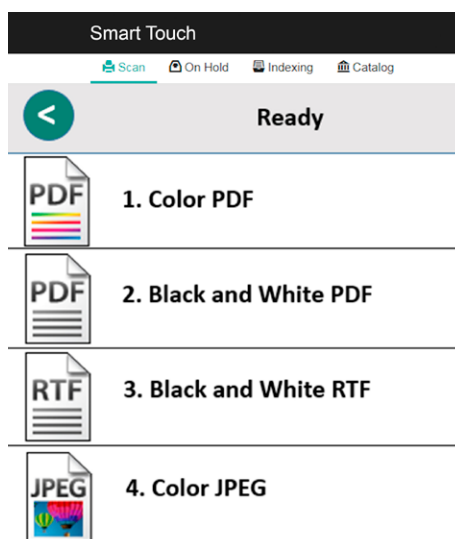 Smart Touch
Scan On Hold Indexing Catalog
< Ready
PDF 1. Color PDF
PDF 2. Black and White PDF
RTF 3. Black and White RTF
JPEG 4. Color JPEG